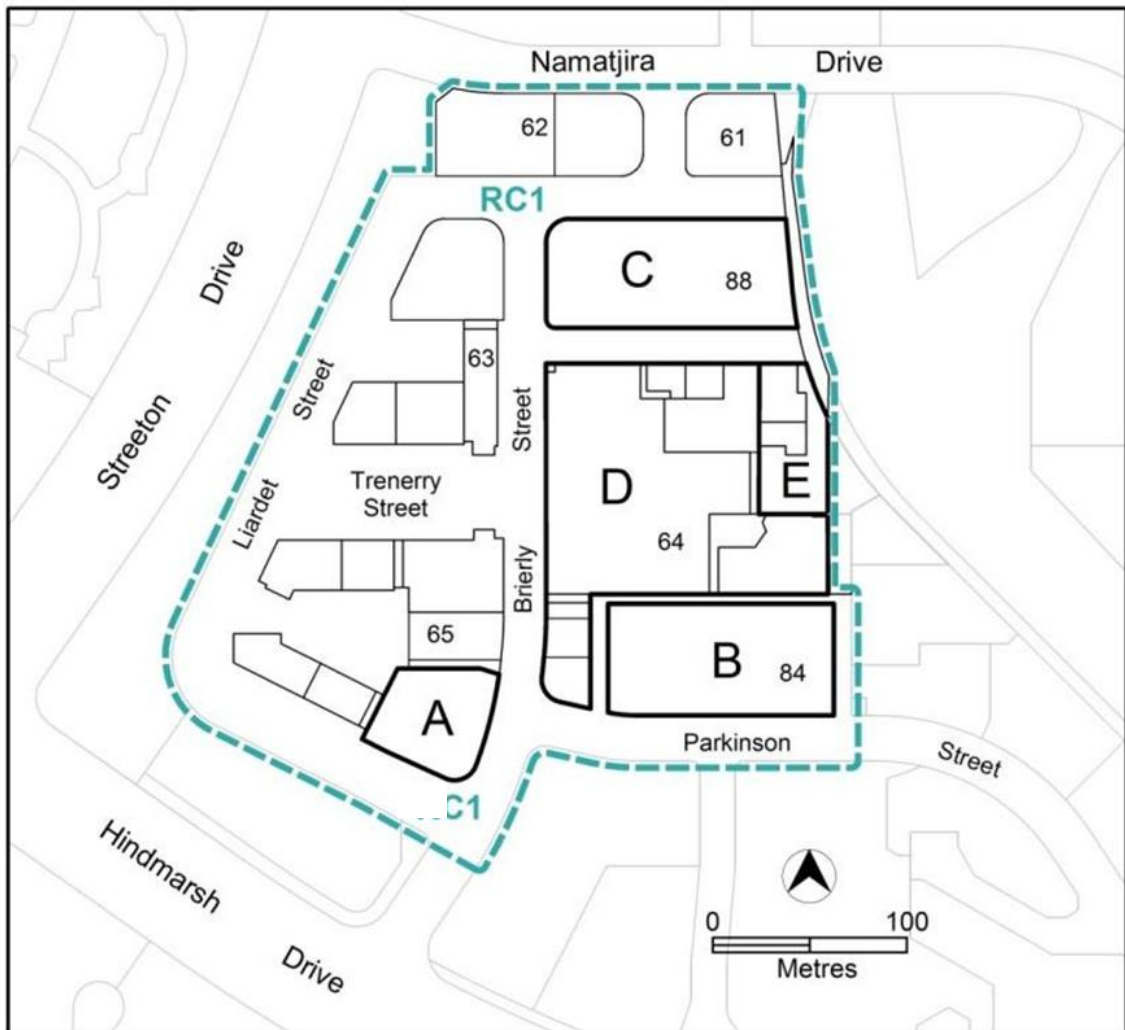 Namatjira Drive
62
61
RC1
C
88
Drive
63
Street
Street
Streeton
Trenerry
Street
D
E
Liardet
64
Brierly
65
B
84
A
Parkinson
Street
C1
Hindmarsh
Drive
0 100
Metres